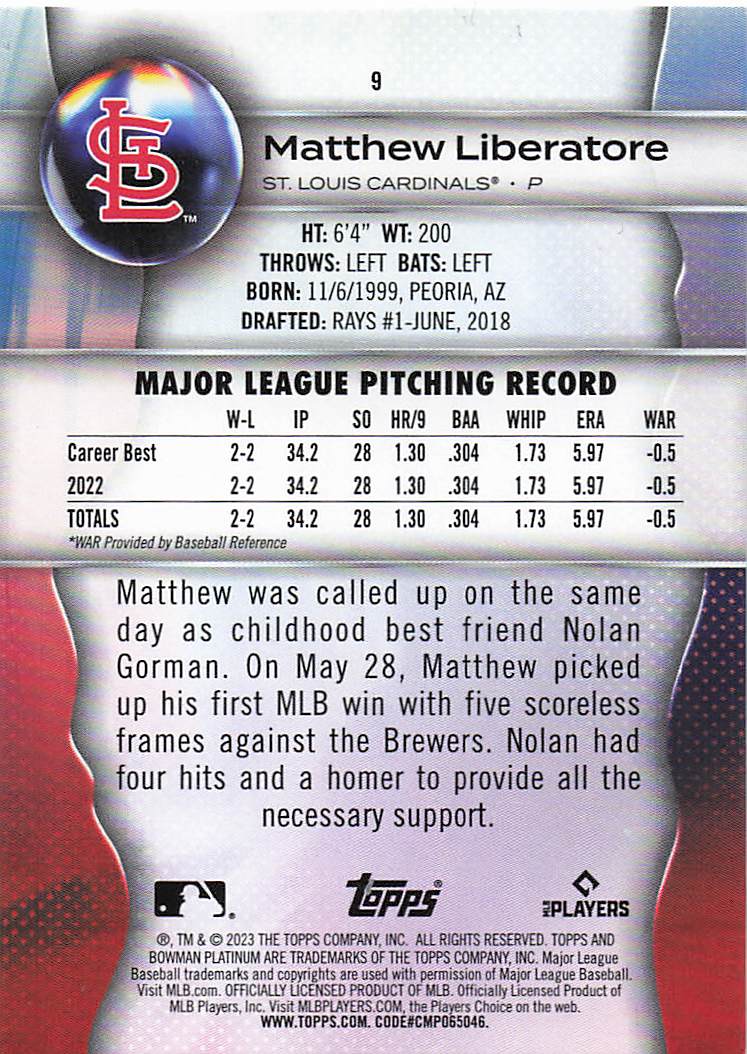 9
STL
™
Matthew Liberatore
ST. LOUIS CARDINALS® • P
HT: 6'4" WT: 200
THROWS: LEFT BATS: LEFT
BORN: 11/6/1999, PEORIA, AZ
DRAFTED: RAYS #1-JUNE, 2018
MAJOR LEAGUE PITCHING RECORD
W-L IP SO HR/9 BAA WHIP ERA WAR
Career Best 2-2 34.2 28 1.30 .304 1.73 5.97 -0.5
2022 2-2 34.2 28 1.30 .304 1.73 5.97 -0.5
TOTALS 2-2 34.2 28 1.30 .304 1.73 5.97 -0.5
*WAR Provided by Baseball Reference
Matthew was called up on the same
day as childhood best friend Nolan
Gorman. On May 28, Matthew picked
up his first MLB win with five scoreless
frames against the Brewers. Nolan had
four hits and a homer to provide all the
necessary support.
® topps® MLB PLAYERS
®, TM & © 2023 THE TOPPS COMPANY, INC. ALL RIGHTS RESERVED. TOPPS AND
BOWMAN PLATINUM ARE TRADEMARKS OF THE TOPPS COMPANY, INC. Major League
Baseball trademarks and copyrights are used with permission of Major League Baseball.
Visit MLB.com. OFFICIALLY LICENSED PRODUCT OF MLB. Officially Licensed Product of
MLB Players, Inc. Visit MLBPLAYERS.COM, the Players Choice on the web.
WWW.TOPPS.COM. CODE#CMP065046.